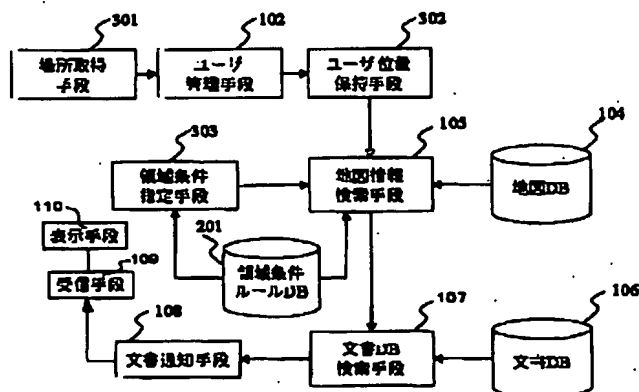 301
102
302
場所取得
手段
ユーザ
管理手段
ユーザ位置
保持手段
303
105
104
領域条件
指定手段
地図情報
検索手段
地図DB
110
表示手段
201
109
受信手段
領域条件
ルールDB
108
107
106
文書通知手段
文書DB
検索手段
文書DB